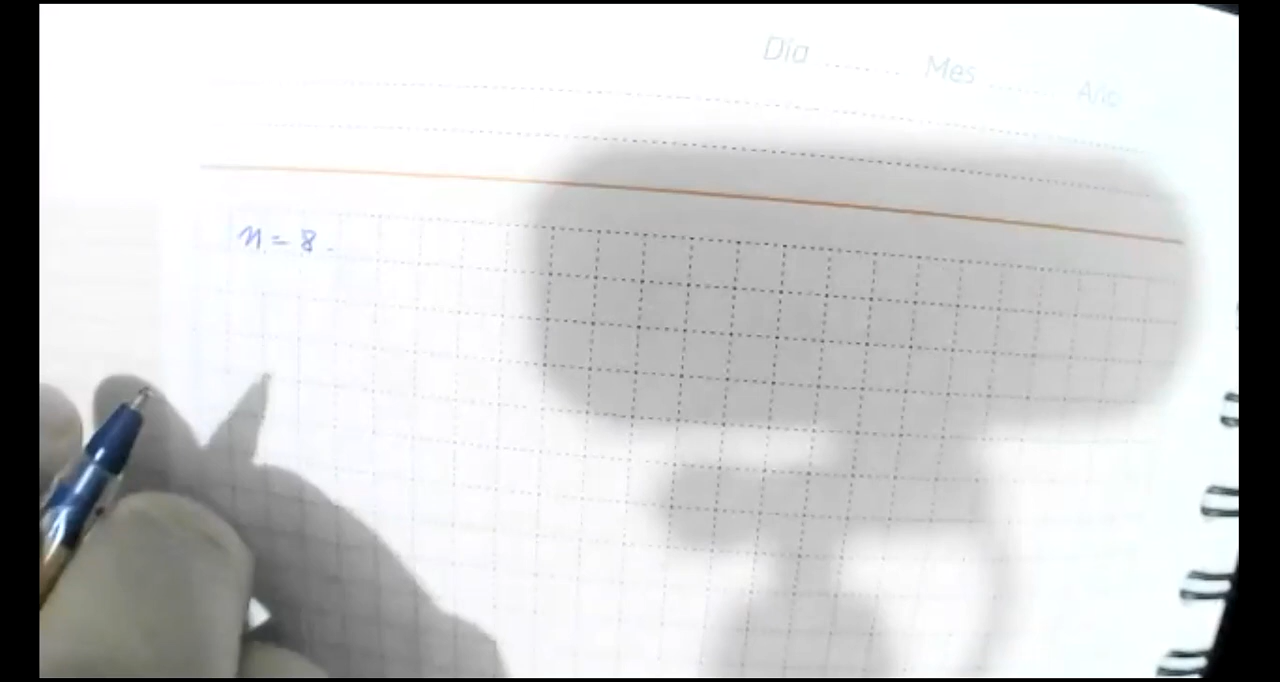 Día ........ Mes ........ Año
n = 8.